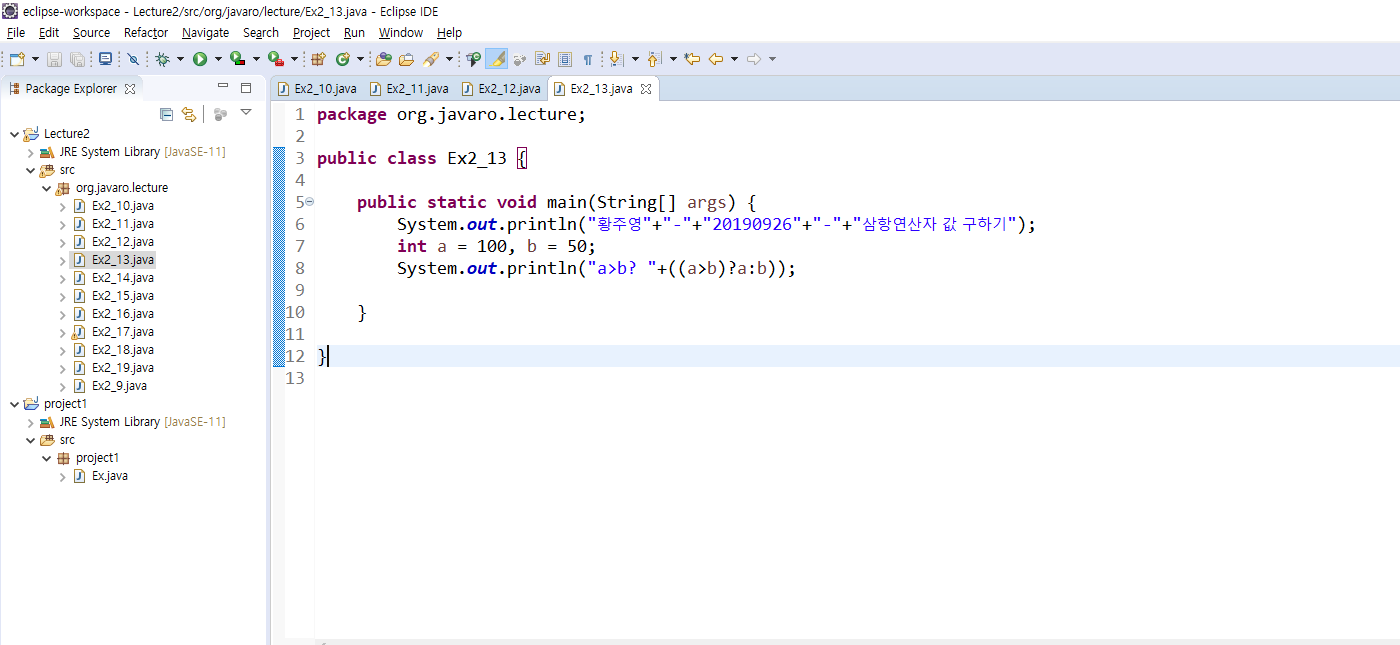 eclipse-workspace - Lecture2/src/org/javaro/lecture/Ex2_13.java - Eclipse IDE
File Edit Source Refactor Navigate Search Project Run Window Help
Package Explorer
Lecture2
JRE System Library [JavaSE-11]
src
org.javaro.lecture
Ex2_10.java
Ex2_11.java
Ex2_12.java
Ex2_13.java
Ex2_14.java
Ex2_15.java
Ex2_16.java
Ex2_17.java
Ex2_18.java
Ex2_19.java
Ex2_9.java
project1
JRE System Library [JavaSE-11]
src
project1
Ex.java
Ex2_10.java Ex2_11.java Ex2_12.java Ex2_13.java
1 package org.javaro.lecture;
2
3 public class Ex2_13 {
4
5 public static void main(String[] args) {
6 System.out.println("황주영"+"-"+"20190926"+"-"+"삼항연산자 값 구하기");
7 int a = 100, b = 50;
8 System.out.println("a>b? "+((a>b)?a:b));
9
10 }
11
12 }
13